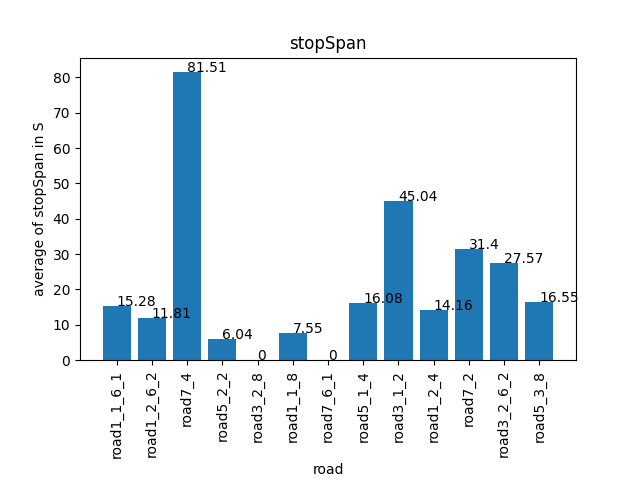 stopSpan
average of stopSpan in S
80
70
60
50
40
30
20
10
0
15.28
11.81
81.51
6.04
0
7.55
0
16.08
45.04
14.16
31.4
27.57
16.55
road1_1_6_1
road1_2_6_2
road7_4
road5_2_2
road3_2_8
road1_1_8
road7_6_1
road5_1_4
road3_1_2
road1_2_4
road7_2
road3_2_6_2
road5_3_8
road